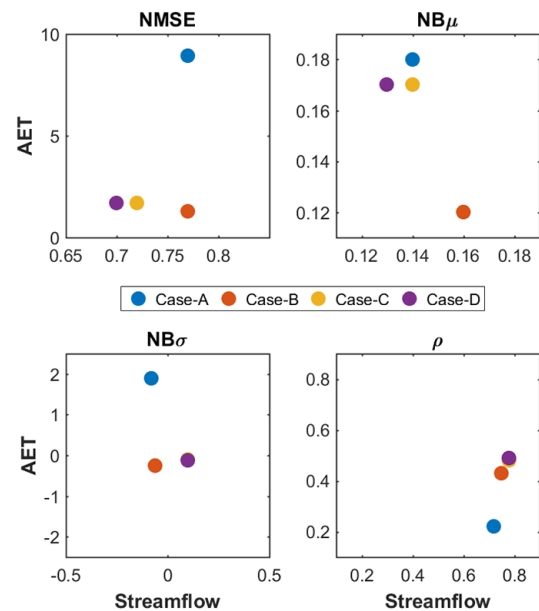 NMSE NBμ
10 5 0 AET 0.65 0.7 0.75 0.8
0.18 0.16 0.14 0.12 0.12 0.14 0.16 0.18
Case-A Case-B Case-C Case-D
NBσ ρ
2 1 0 -1 -2 AET -0.5 0 0.5
0.8 0.6 0.4 0.2 0.2 0.4 0.6 0.8
Streamflow Streamflow